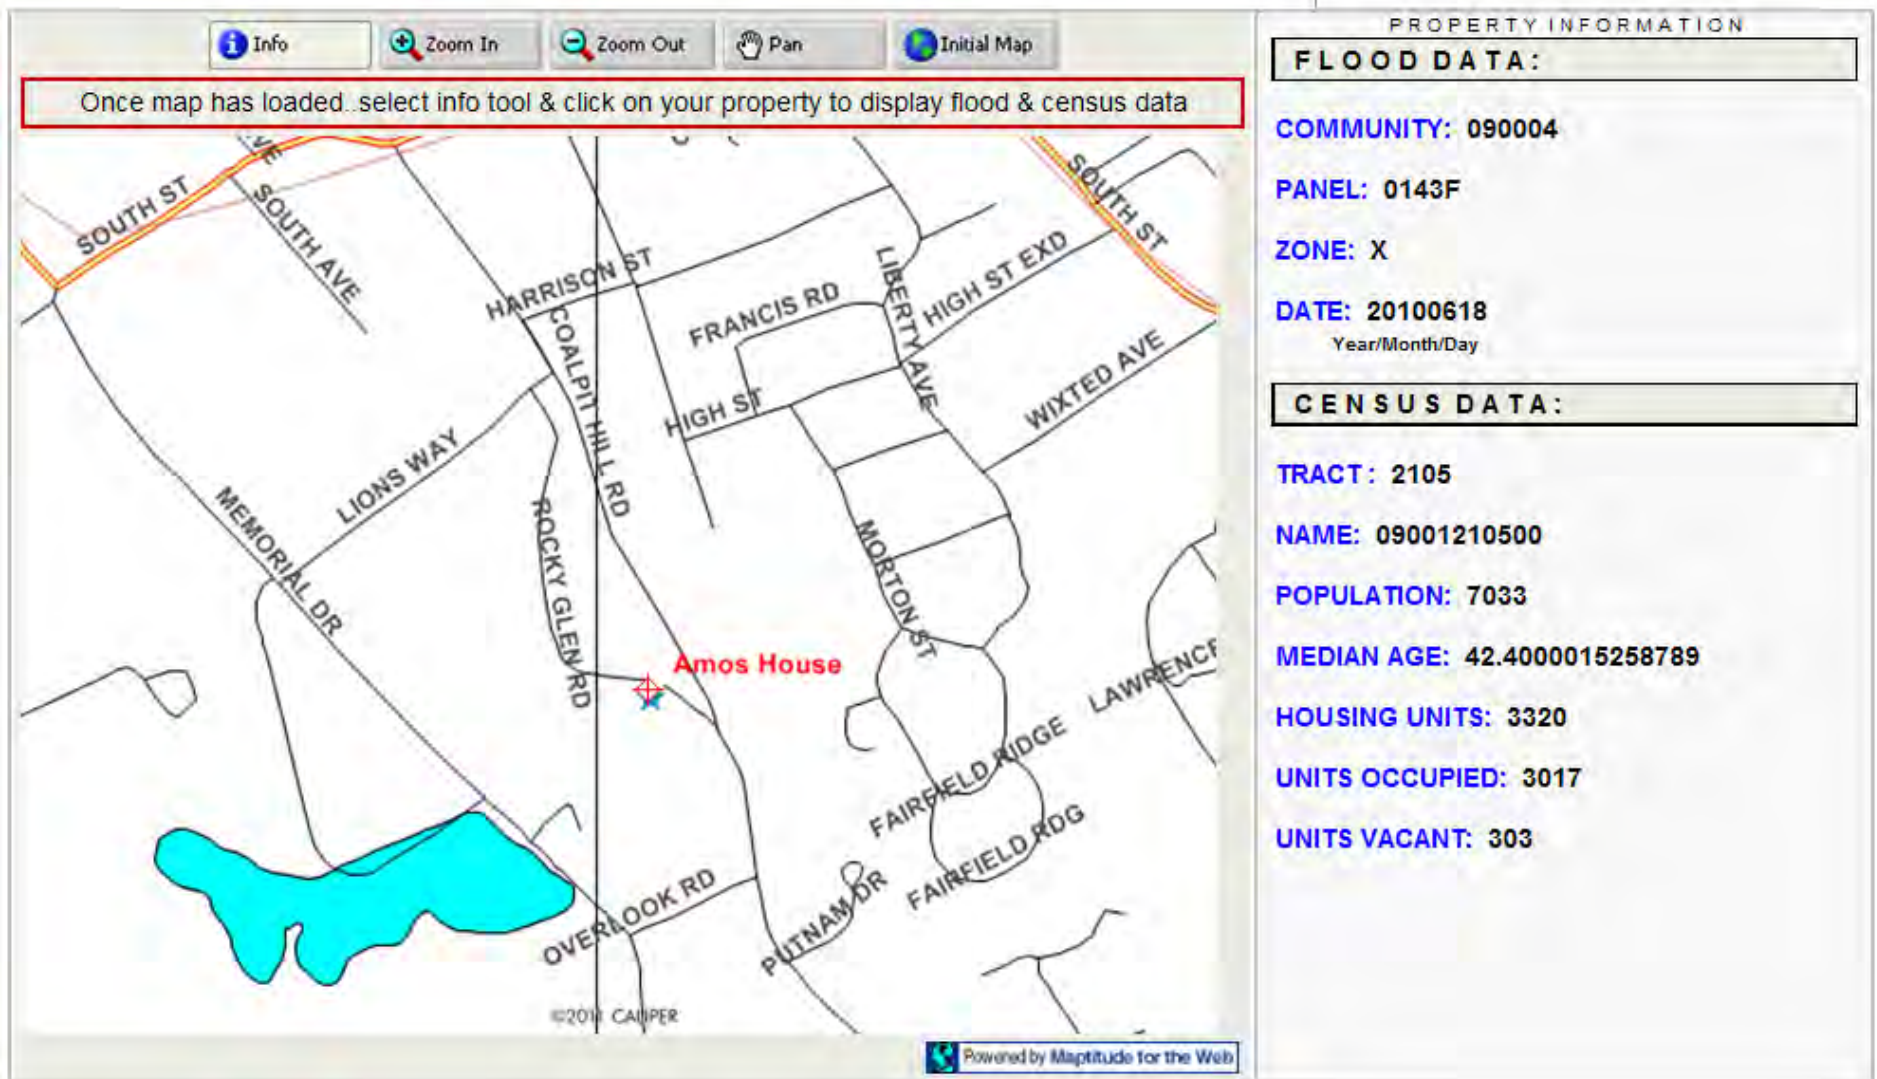 Info
Zoom In
Zoom Out
Pan
Initial Map
Once map has loaded..select info tool & click on your property to display flood & census data
VE
SOUTH ST
SOUTH AVE
SOUTH ST
HARRISON ST
COALPIT HILL RD
FRANCIS RD
LIBERTY AVE
HIGH ST EXD
HIGH ST
WIXTED AVE
LIONS WAY
MEMORIAL DR
ROCKY GLEN RD
MORTON ST
Amos House
LAWRENCE
FAIRFIELD RIDGE
FAIRFIELD RDG
OVERLOOK RD
PUTNAM DR
©2011 CALIPER
Powered by Maptitude for the Web
PROPERTY INFORMATION
FLOOD DATA:
COMMUNITY: 090004
PANEL: 0143F
ZONE: X
DATE: 20100618
Year/Month/Day
CENSUS DATA:
TRACT : 2105
NAME: 09001210500
POPULATION: 7033
MEDIAN AGE: 42.4000015258789
HOUSING UNITS: 3320
UNITS OCCUPIED: 3017
UNITS VACANT: 303